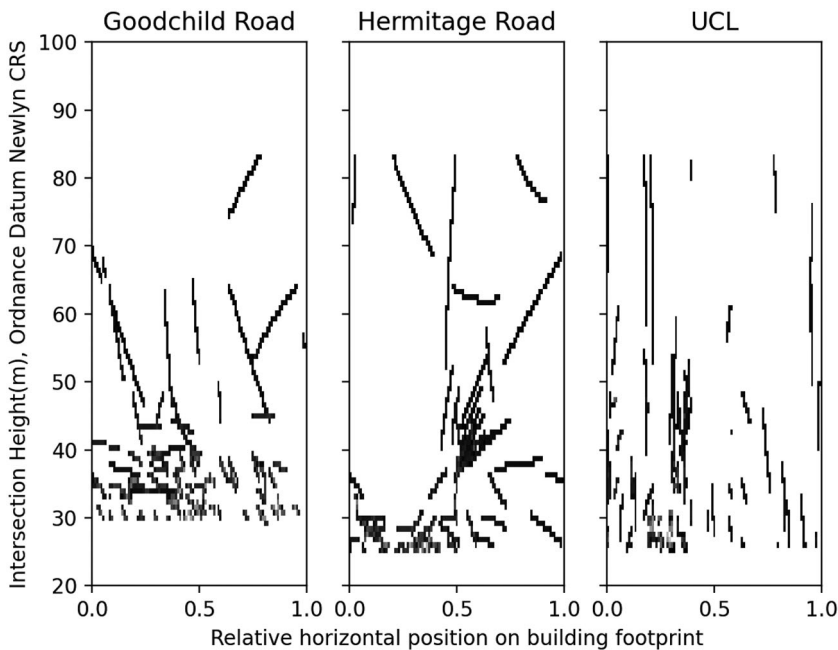 Goodchild Road Hermitage Road UCL
Intersection Height(m), Ordnance Datum Newlyn CRS
100
90
80
70
60
50
40
30
20
0.0 0.5 1.0 0.0 0.5 1.0 0.0 0.5 1.0
Relative horizontal position on building footprint